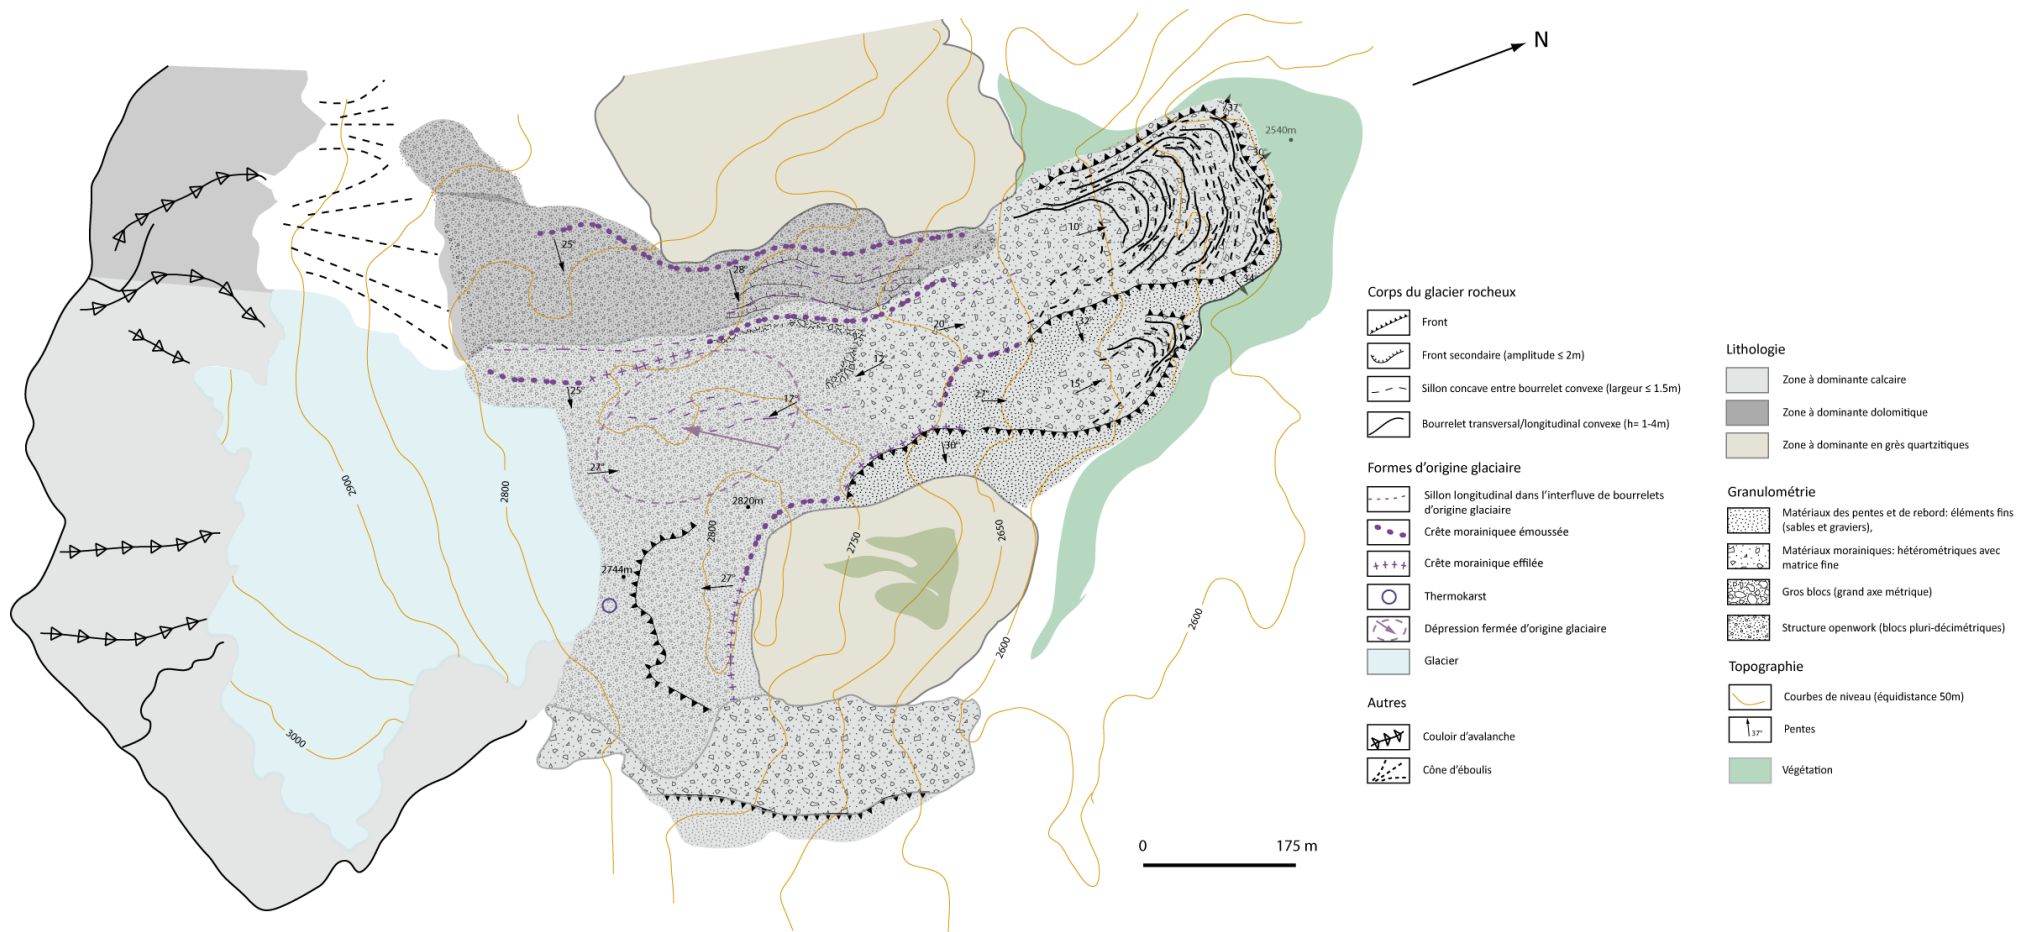 N
37°
2540m
30°
10°
34°
25°
28°
20°
32°
12°
15°
25°
17°
27°
30°
27°
2900
2800
2820m
2800
2750
2650
2744m
27°
2600
2600
3000
0 175 m
Corps du glacier rocheux
Front
Front secondaire (amplitude ≤ 2m)
Sillon concave entre bourrelet convexe (largeur ≤ 1.5m)
Bourrelet transversal/longitudinal convexe (h= 1-4m)
Formes d'origine glaciaire
Sillon longitudinal dans l'interfluve de bourrelets
d'origine glaciaire
Crête morainiquee émoussée
Crête morainique effilée
Thermokarst
Dépression fermée d'origine glaciaire
Glacier
Autres
Couloir d'avalanche
Cône d'éboulis
Lithologie
Zone à dominante calcaire
Zone à dominante dolomitique
Zone à dominante en grès quartzitiques
Granulométrie
Matériaux des pentes et de rebord: éléments fins
(sables et graviers),
Matériaux morainiques: hétérométriques avec
matrice fine
Gros blocs (grand axe métrique)
Structure openwork (blocs pluri-décimétriques)
Topographie
Courbes de niveau (équidistance 50m)
37°
Pentes
Végétation